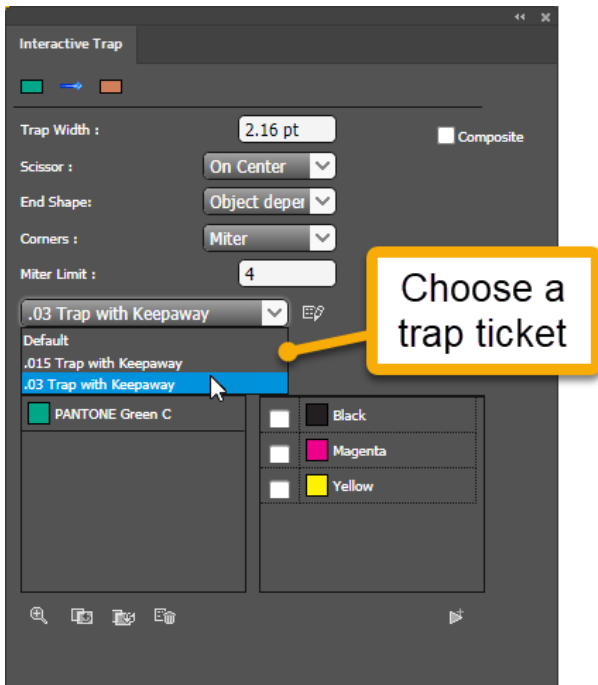 Interactive Trap
Trap Width :
2.16 pt
Composite
Scissor :
On Center
End Shape:
Object deper
Corners :
Miter
Miter Limit :
4
.03 Trap with Keepaway
Choose a
trap ticket
Default
.015 Trap with Keepaway
.03 Trap with Keepaway
PANTONE Green C
Black
Magenta
Yellow